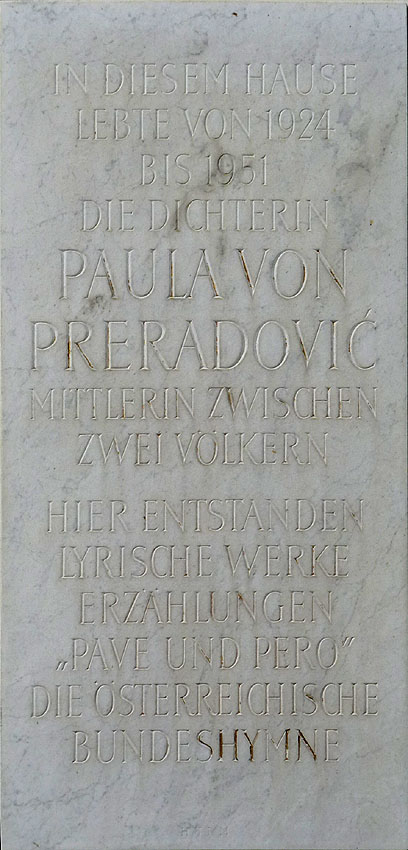 IN DIESEM HAUSE
LEBTE VON 1924
BIS 1951
DIE DICHTERIN
PAULA VON
PRERADOVIĆ
MITTLERIN ZWISCHEN
ZWEI VÖLKERN
HIER ENTSTANDEN
LYRISCHE WERKE
ERZÄHLUNGEN
„PAVE UND PERO”
DIE ÖSTERREICHISCHE
BUNDESHYMNE